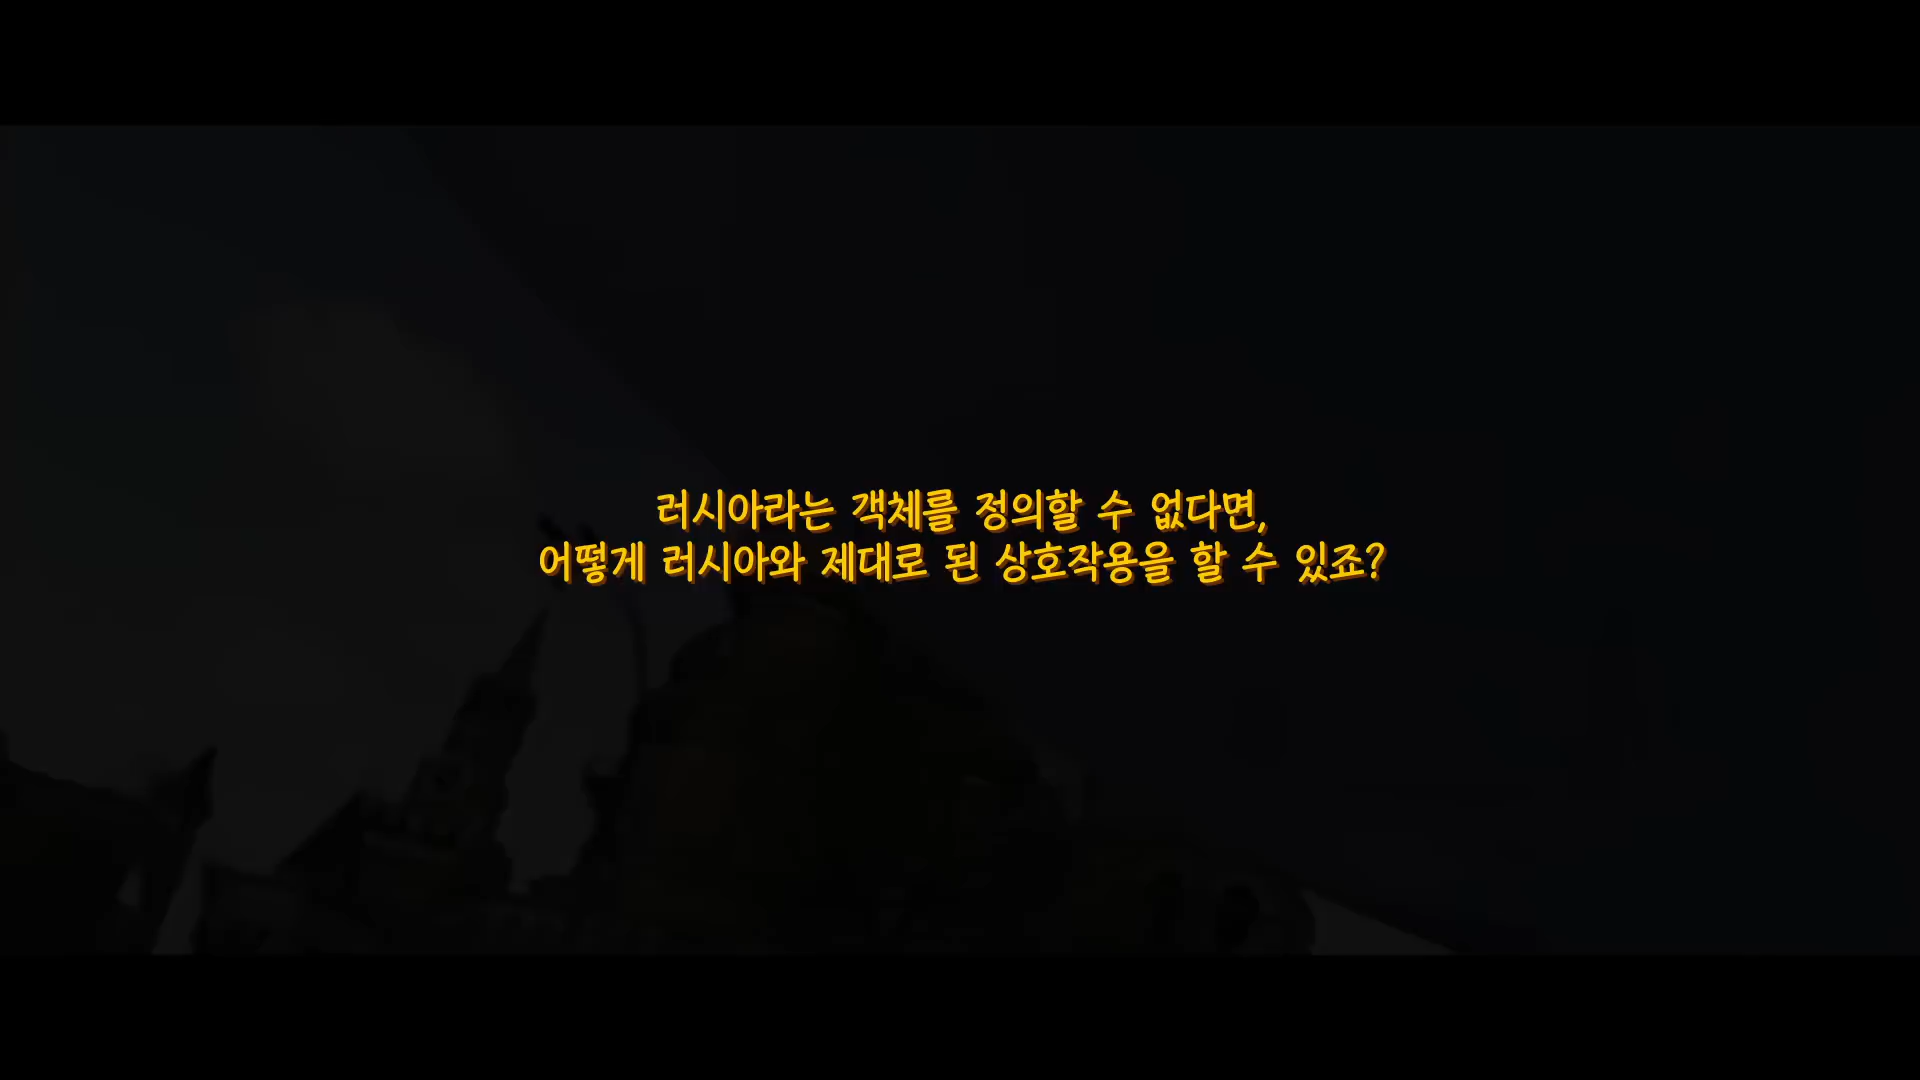 러시아라는 객체를 정의할 수 없다면,
어떻게 러시아와 제대로 된 상호작용을 할 수 있죠?